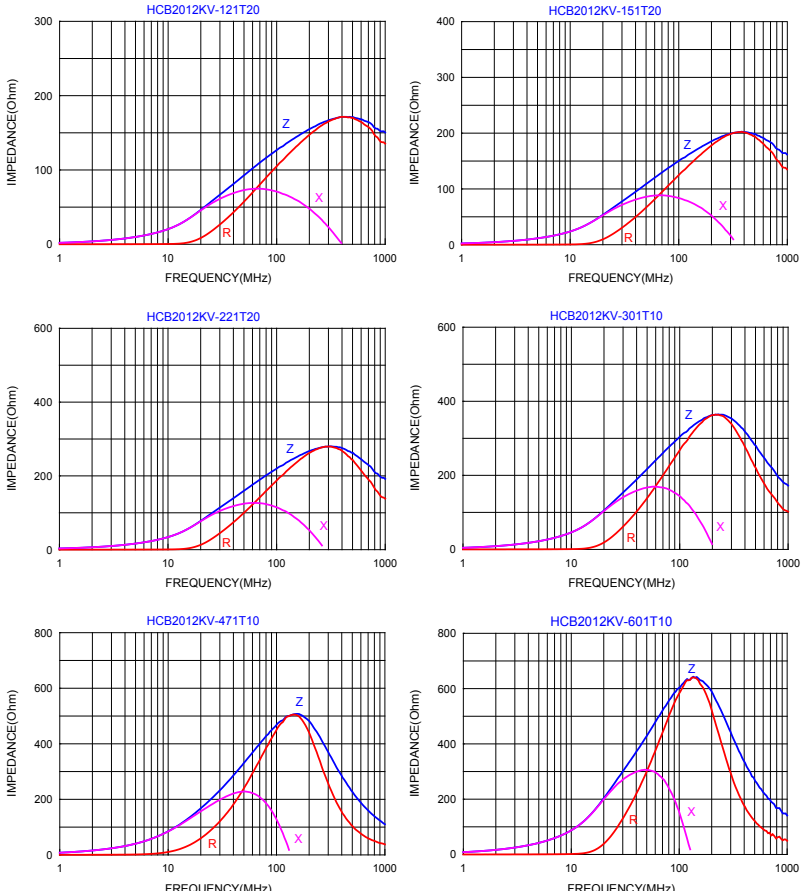 HCB2012KV-121T20
300
200
100
0
IMPEDANCE(Ohm)
Z
X
R
1
10
100
1000
FREQUENCY(MHz)
HCB2012KV-151T20
400
300
200
100
0
IMPEDANCE(Ohm)
Z
X
R
1
10
100
1000
FREQUENCY(MHz)
HCB2012KV-221T20
600
400
200
0
IMPEDANCE(Ohm)
Z
X
R
1
10
100
1000
FREQUENCY(MHz)
HCB2012KV-301T10
600
400
200
0
IMPEDANCE(Ohm)
Z
X
R
1
10
100
1000
FREQUENCY(MHz)
HCB2012KV-471T10
800
600
400
200
0
IMPEDANCE(Ohm)
Z
X
R
1
10
100
1000
FREQUENCY(MHz)
HCB2012KV-601T10
800
600
400
200
0
IMPEDANCE(Ohm)
Z
X
R
1
10
100
1000
FREQUENCY(MHz)